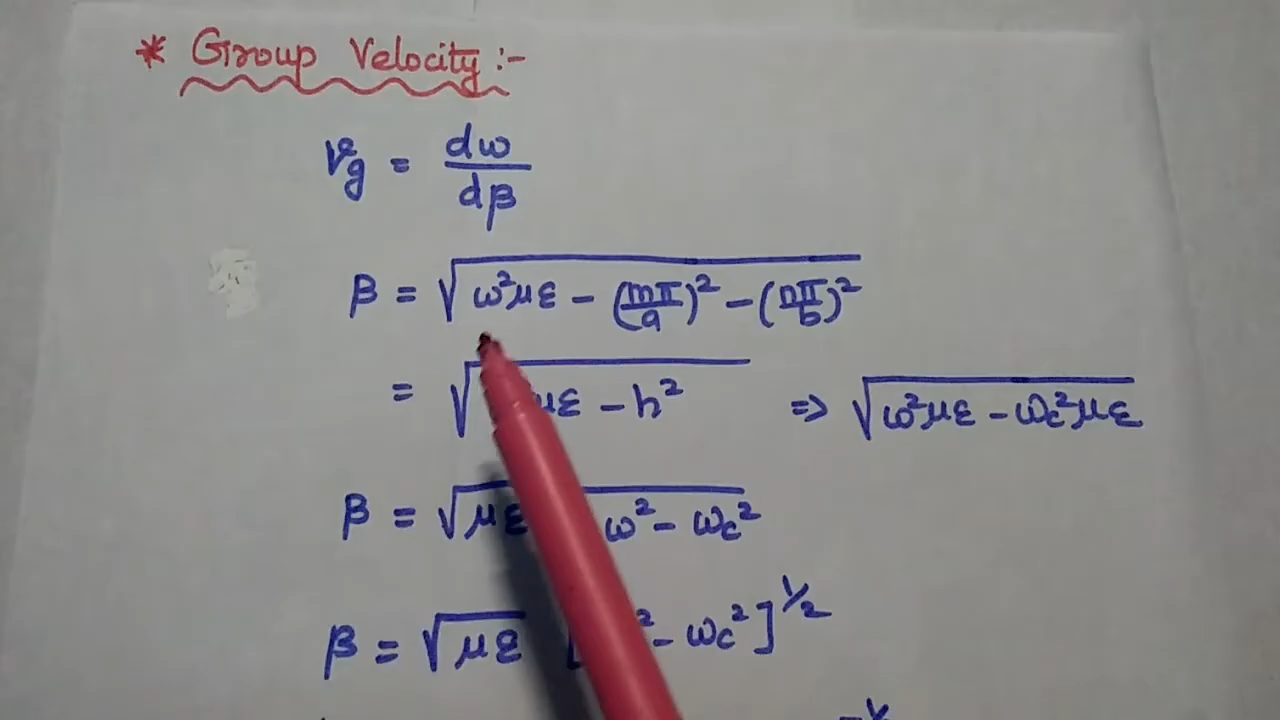 * Group Velocity :-
Vg = dω/dβ
β = √(ω²με − (mπ/a)² − (nπ/b)²)
= √( με − h²) ⇒ √(ω²με − ωc²με)
β = √με ω² − ωc²
β = √με [ ² − ωc²]^1/2